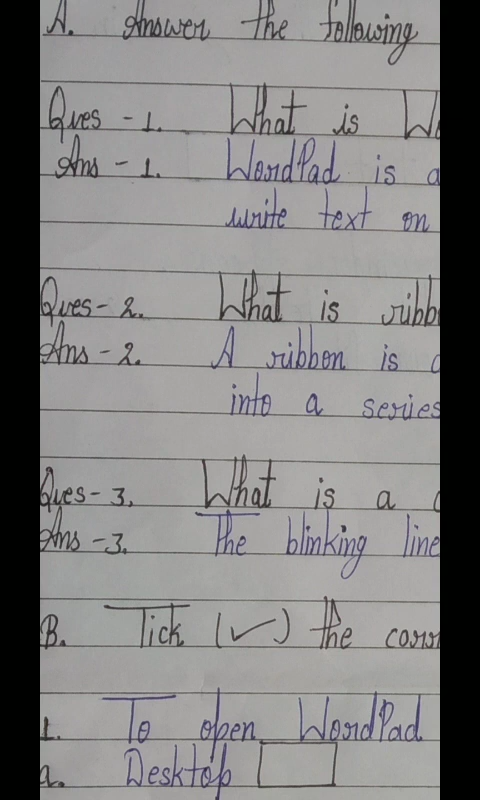 A. Answer the following
Ques - 1. What is
Ans - 1. WordPad is a
write text on
Ques - 2. What is
Ans - 2. A ribbon is
into a series
Ques - 3. What is a
Ans - 3. The blinking line
B. Tick (✓) the
1. To open WordPad
a. Desktop